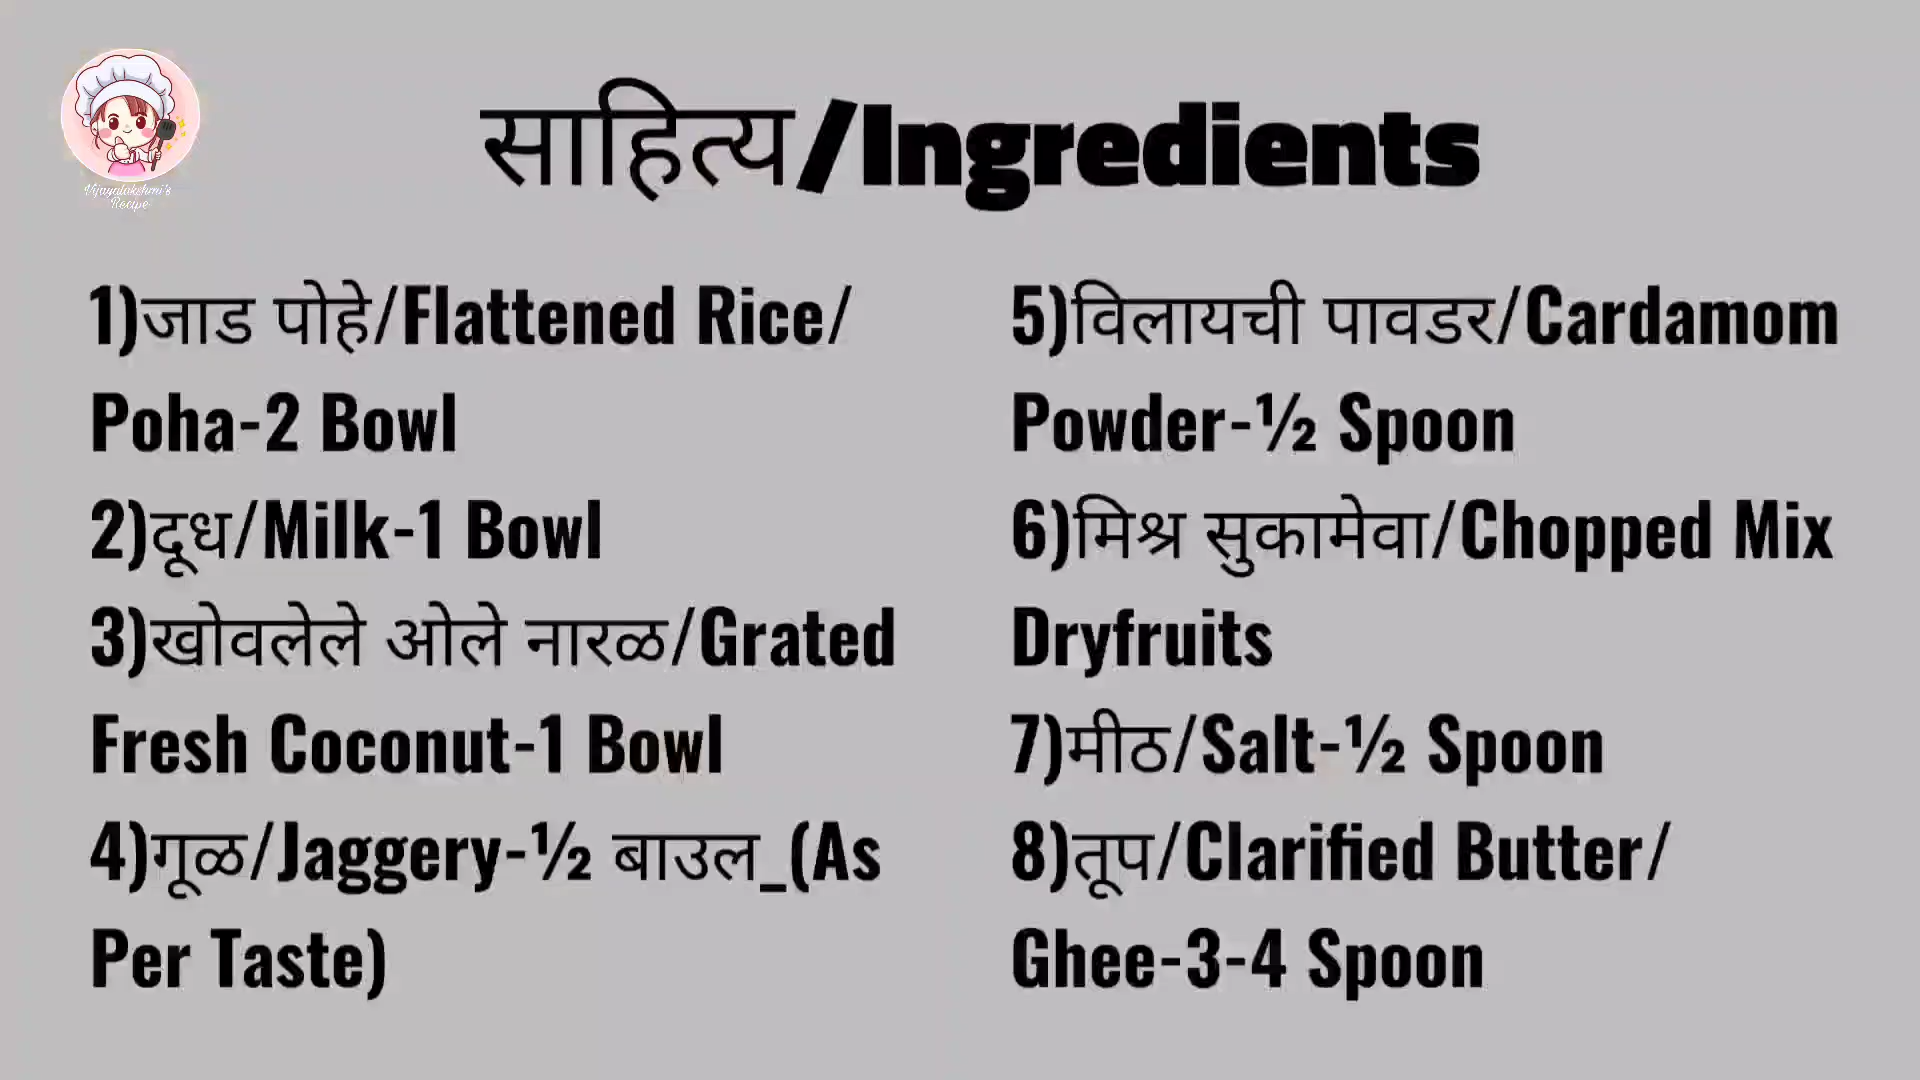 Vijayalakshmi's
Recipe
साहित्य/Ingredients
1)जाड पोहे/Flattened Rice/
Poha-2 Bowl
2)दूध/Milk-1 Bowl
3)खोवलेले ओले नारळ/Grated
Fresh Coconut-1 Bowl
4)गूळ/Jaggery-½ बाउल_(As
Per Taste)
5)विलायची पावडर/Cardamom
Powder-½ Spoon
6)मिश्र सुकामेवा/Chopped Mix
Dryfruits
7)मीठ/Salt-½ Spoon
8)तूप/Clarified Butter/
Ghee-3-4 Spoon